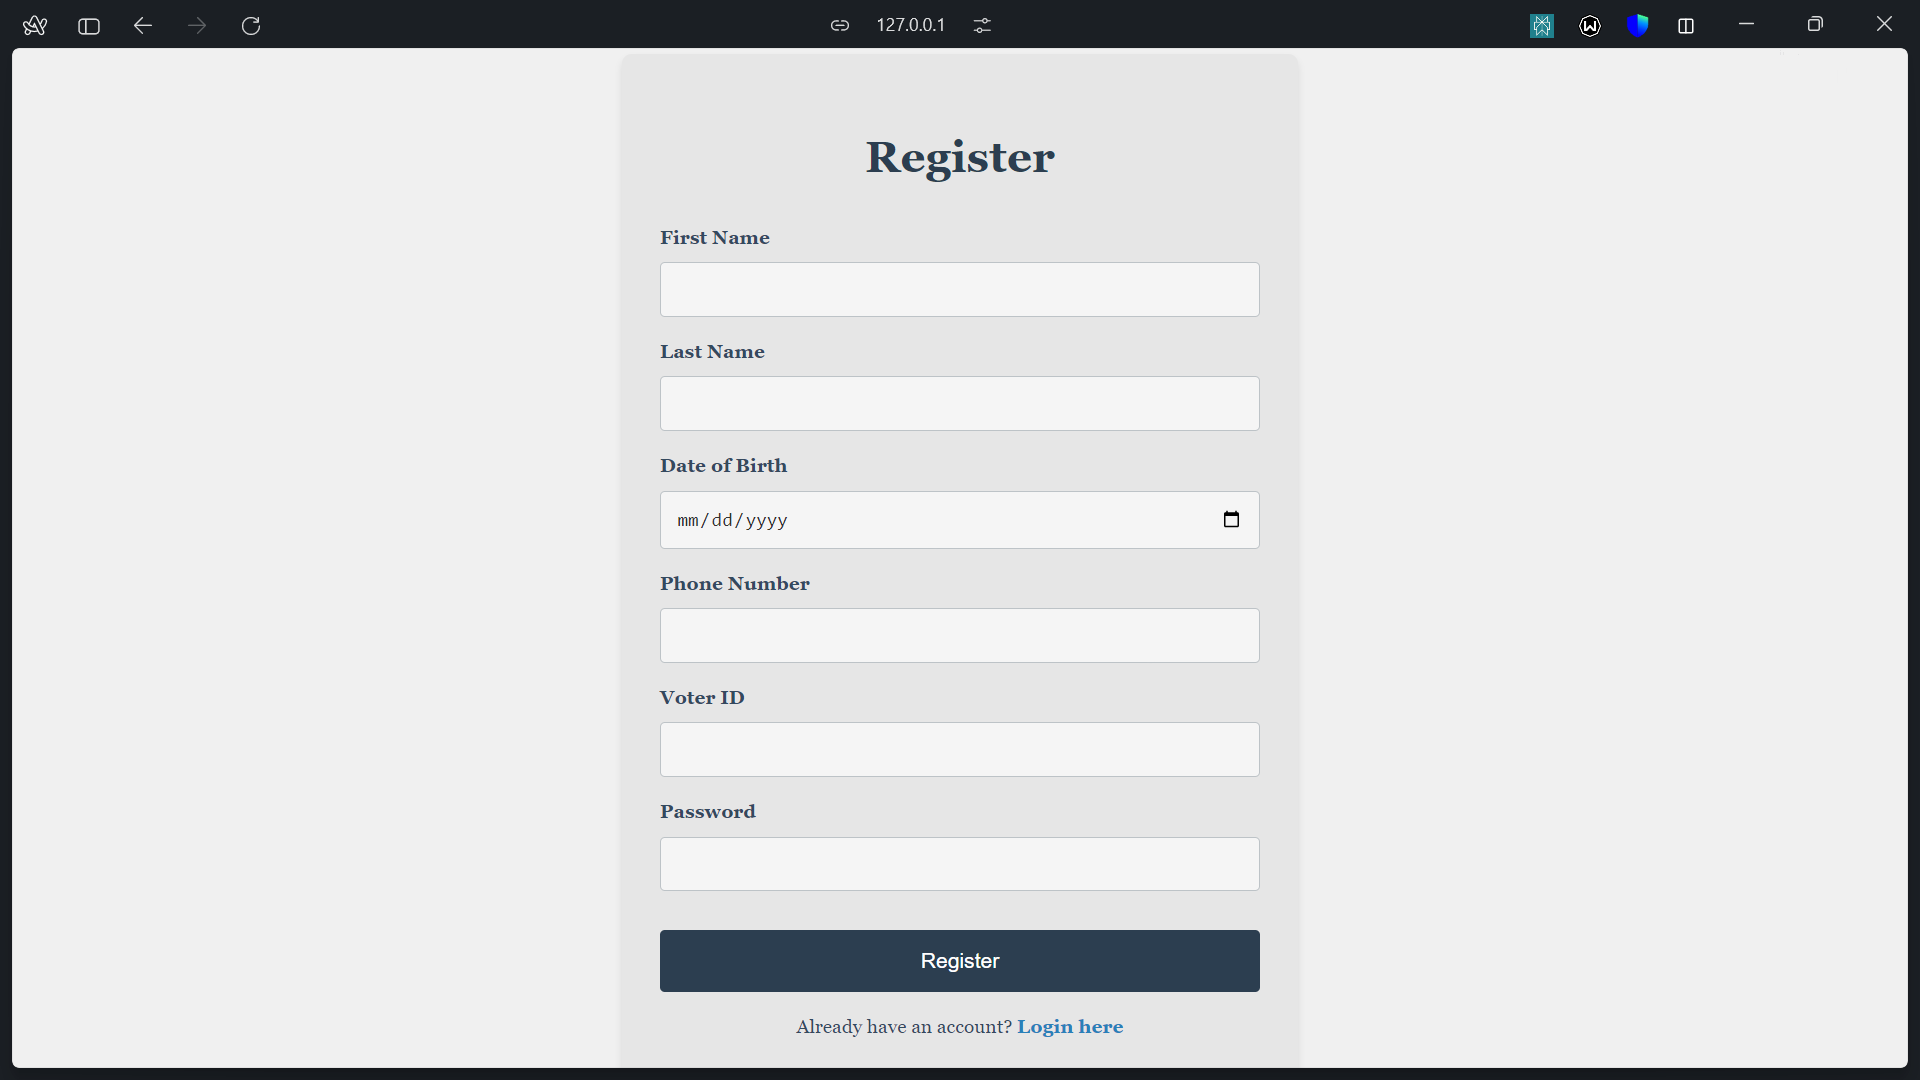 127.0.0.1
Register
First Name
Last Name
Date of Birth
mm/dd/yyyy
Phone Number
Voter ID
Password
Register
Already have an account? Login here